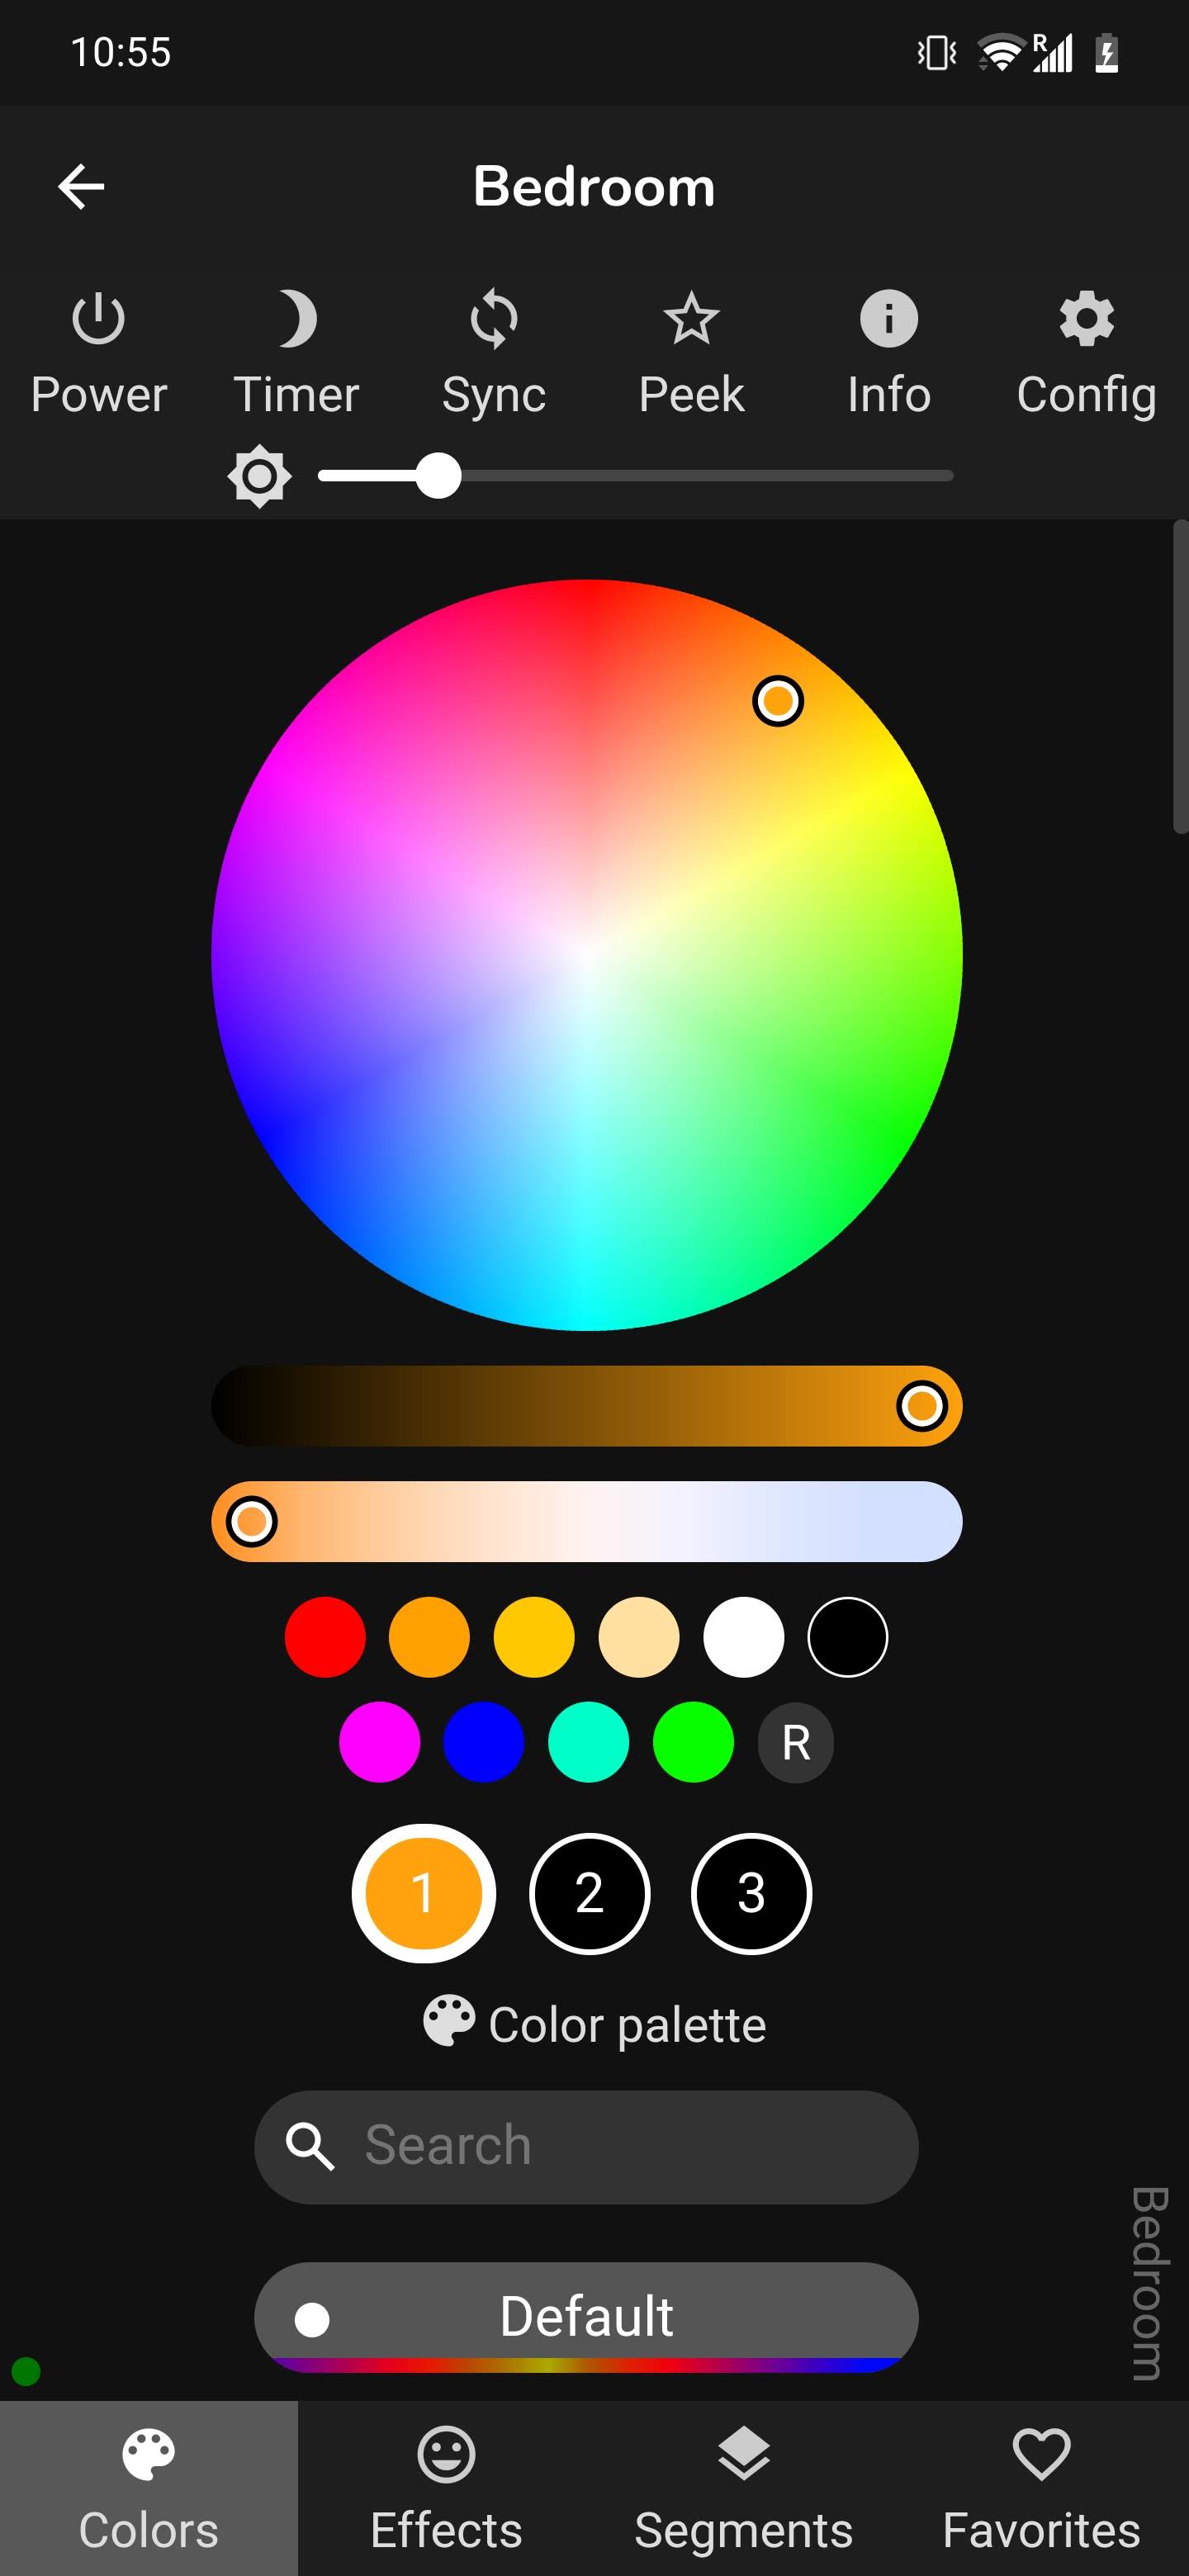 10:55
R
Bedroom
Power Timer Sync Peek Info Config
R
1 2 3
Color palette
Search
Default
Bedroom
Colors Effects Segments Favorites